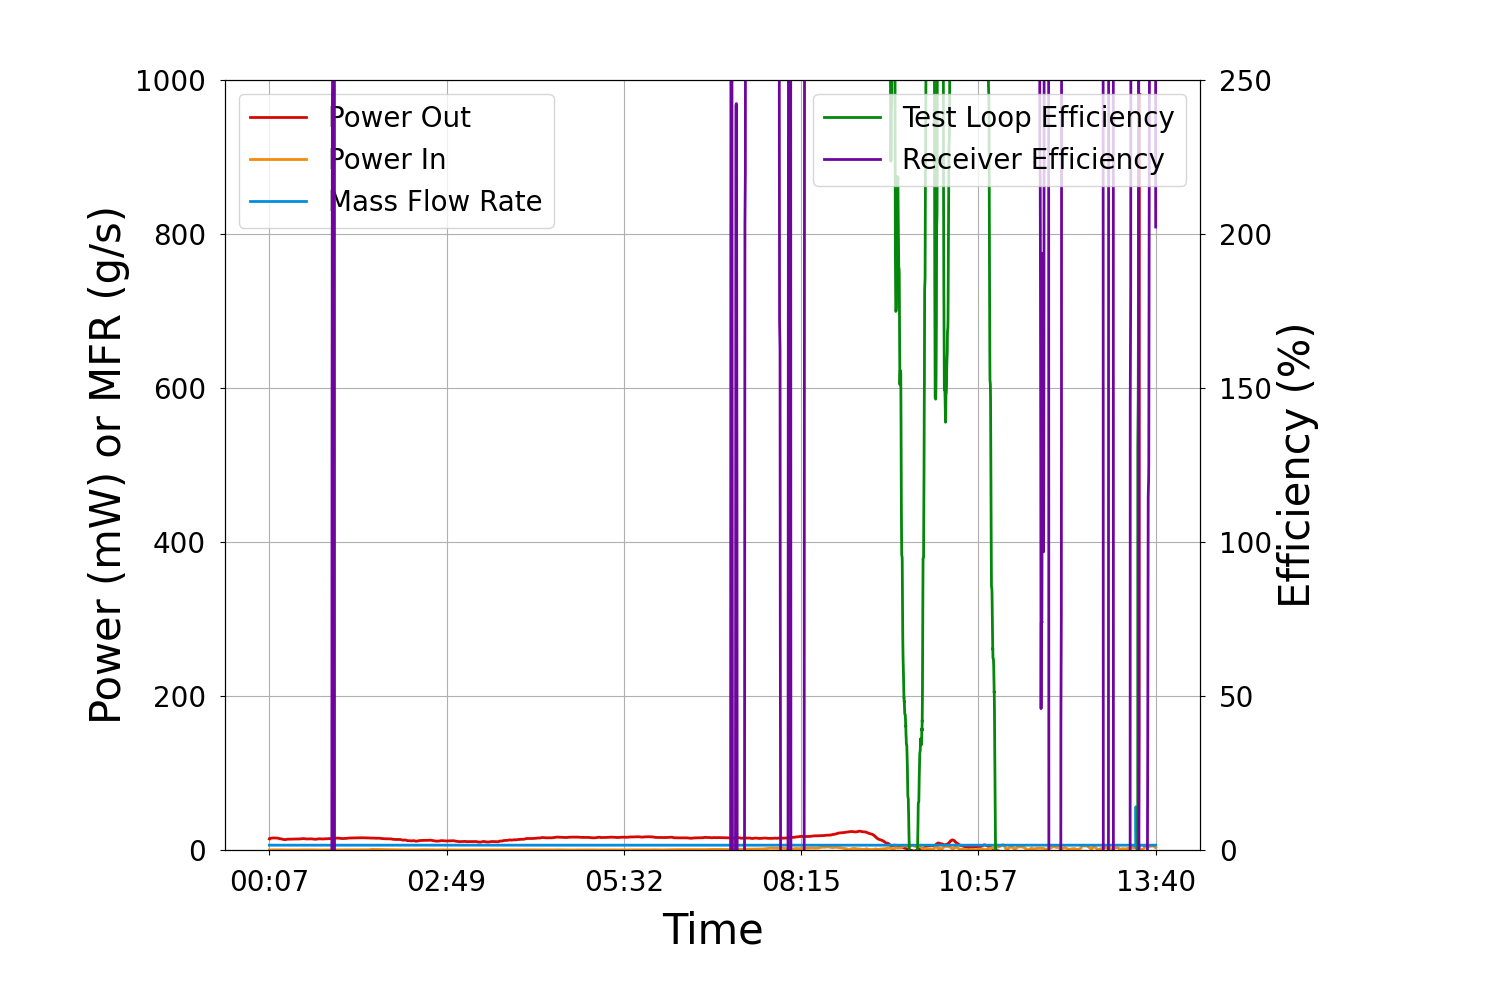 1000
800
600
400
200
0
Power (mW) or MFR (g/s)
Power Out
Power In
Mass Flow Rate
Test Loop Efficiency
Receiver Efficiency
250
200
150
100
50
0
Efficiency (%)
00:07 02:49 05:32 08:15 10:57 13:40
Time